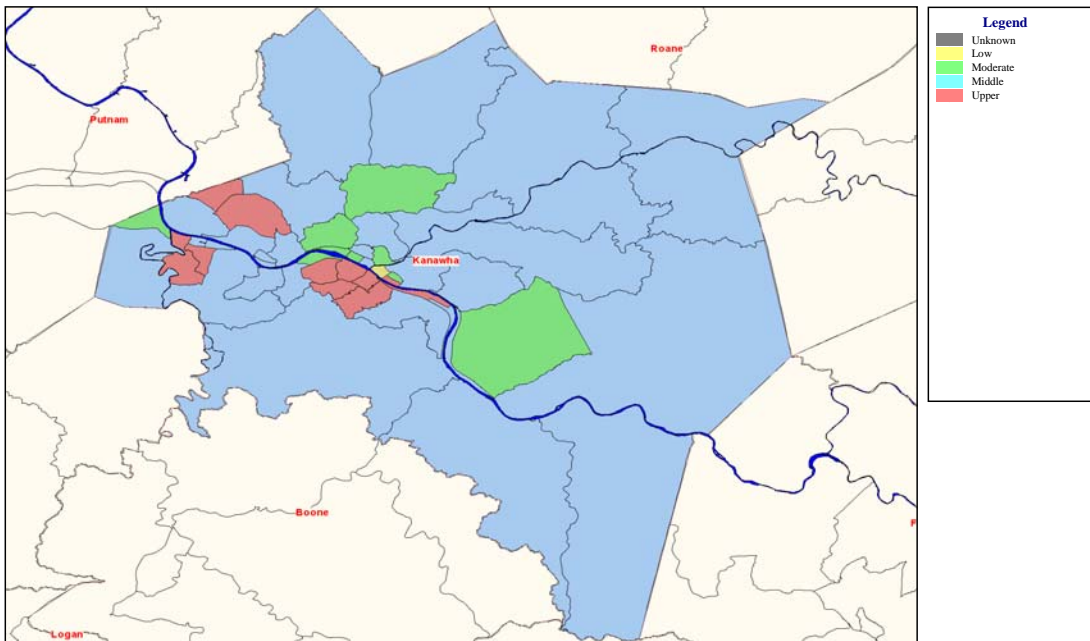 Legend
Unknown
Low
Moderate
Middle
Upper
Roane
Putnam
Kanawha
Boone
Logan